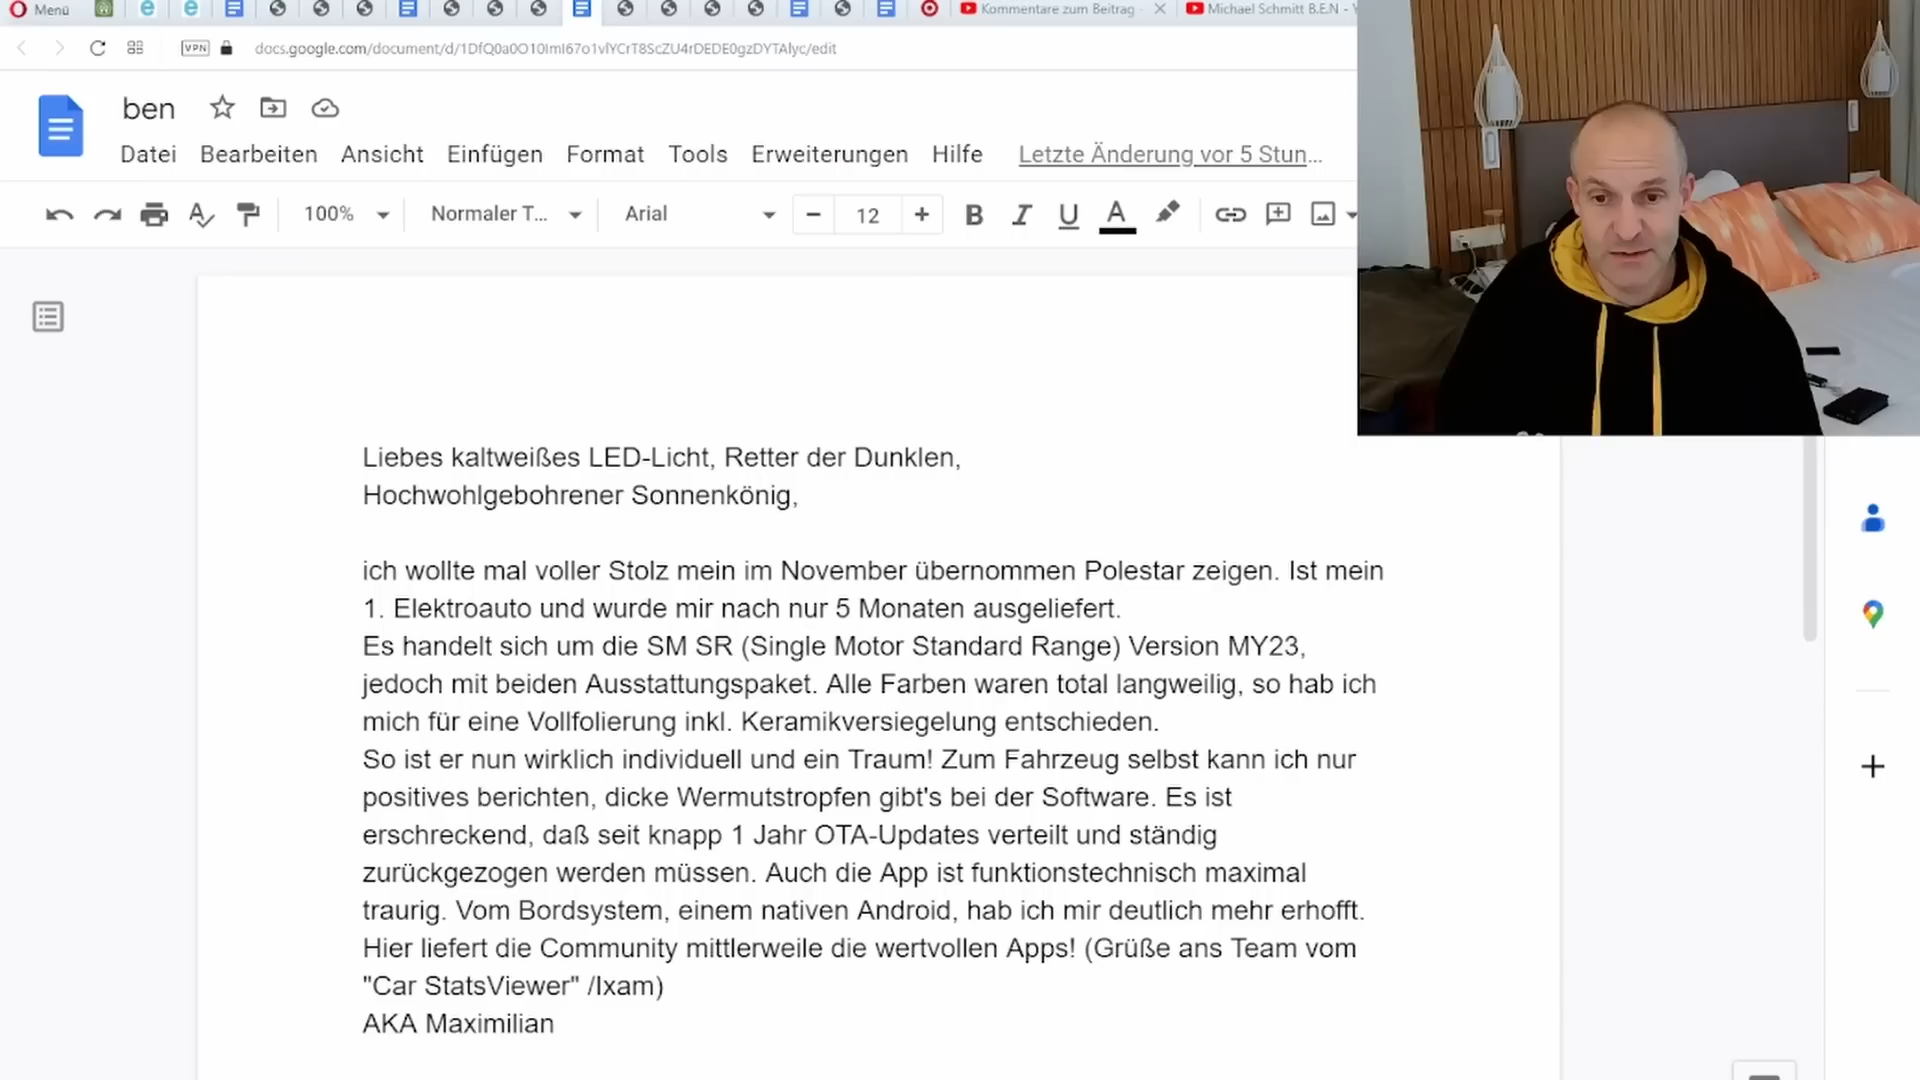 Menü
Kommentare zum Beitrag
Michael Schmitt B.E.N - Y
VPN
ben
Datei Bearbeiten Ansicht Einfügen Format Tools Erweiterungen Hilfe Letzte Änderung vor 5 Stun...
100% Normaler T... Arial − 12 + B I U A
Liebes kaltweißes LED-Licht, Retter der Dunklen,
Hochwohlgebohrener Sonnenkönig,
ich wollte mal voller Stolz mein im November übernommen Polestar zeigen. Ist mein
1. Elektroauto und wurde mir nach nur 5 Monaten ausgeliefert.
Es handelt sich um die SM SR (Single Motor Standard Range) Version MY23,
jedoch mit beiden Ausstattungspaket. Alle Farben waren total langweilig, so hab ich
mich für eine Vollfolierung inkl. Keramikversiegelung entschieden.
So ist er nun wirklich individuell und ein Traum! Zum Fahrzeug selbst kann ich nur
positives berichten, dicke Wermutstropfen gibt's bei der Software. Es ist
erschreckend, daß seit knapp 1 Jahr OTA-Updates verteilt und ständig
zurückgezogen werden müssen. Auch die App ist funktionstechnisch maximal
traurig. Vom Bordsystem, einem nativen Android, hab ich mir deutlich mehr erhofft.
Hier liefert die Community mittlerweile die wertvollen Apps! (Grüße ans Team vom
"Car StatsViewer" /Ixam)
AKA Maximilian